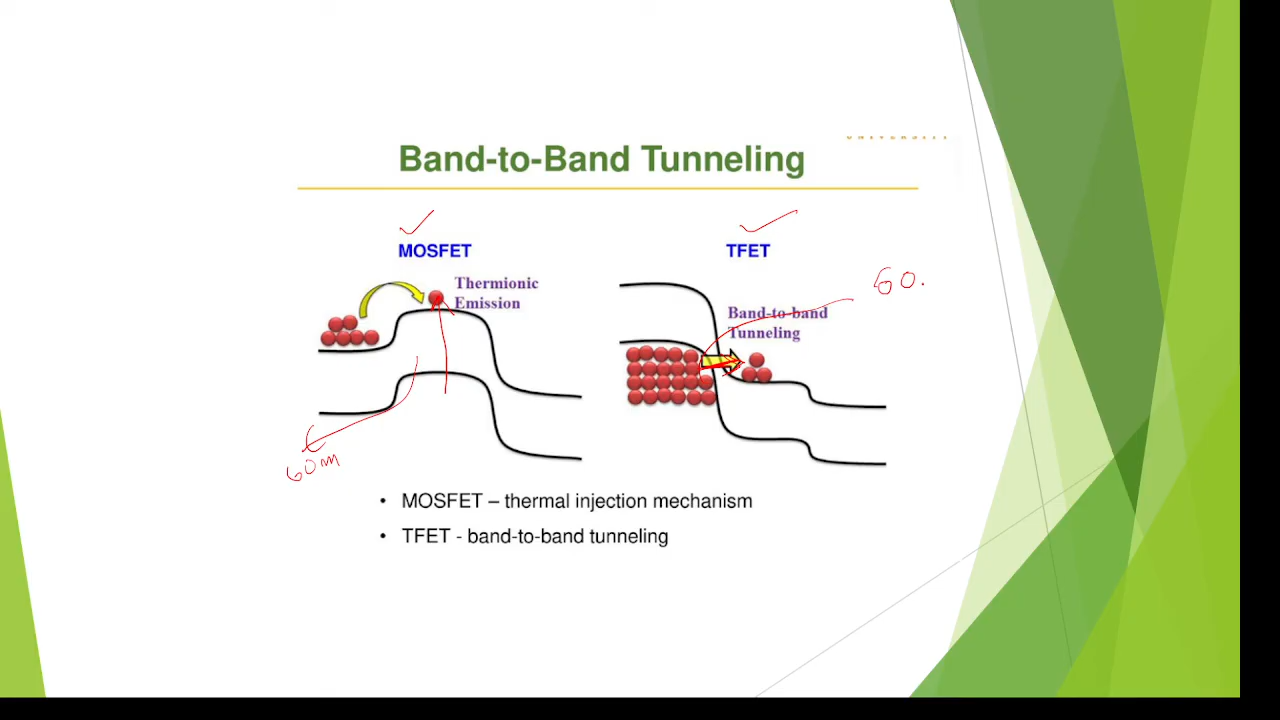 Band-to-Band Tunneling
MOSFET
TFET
Thermionic
Emission
60.
Band-to-band
Tunneling
60m
• MOSFET – thermal injection mechanism
• TFET - band-to-band tunneling